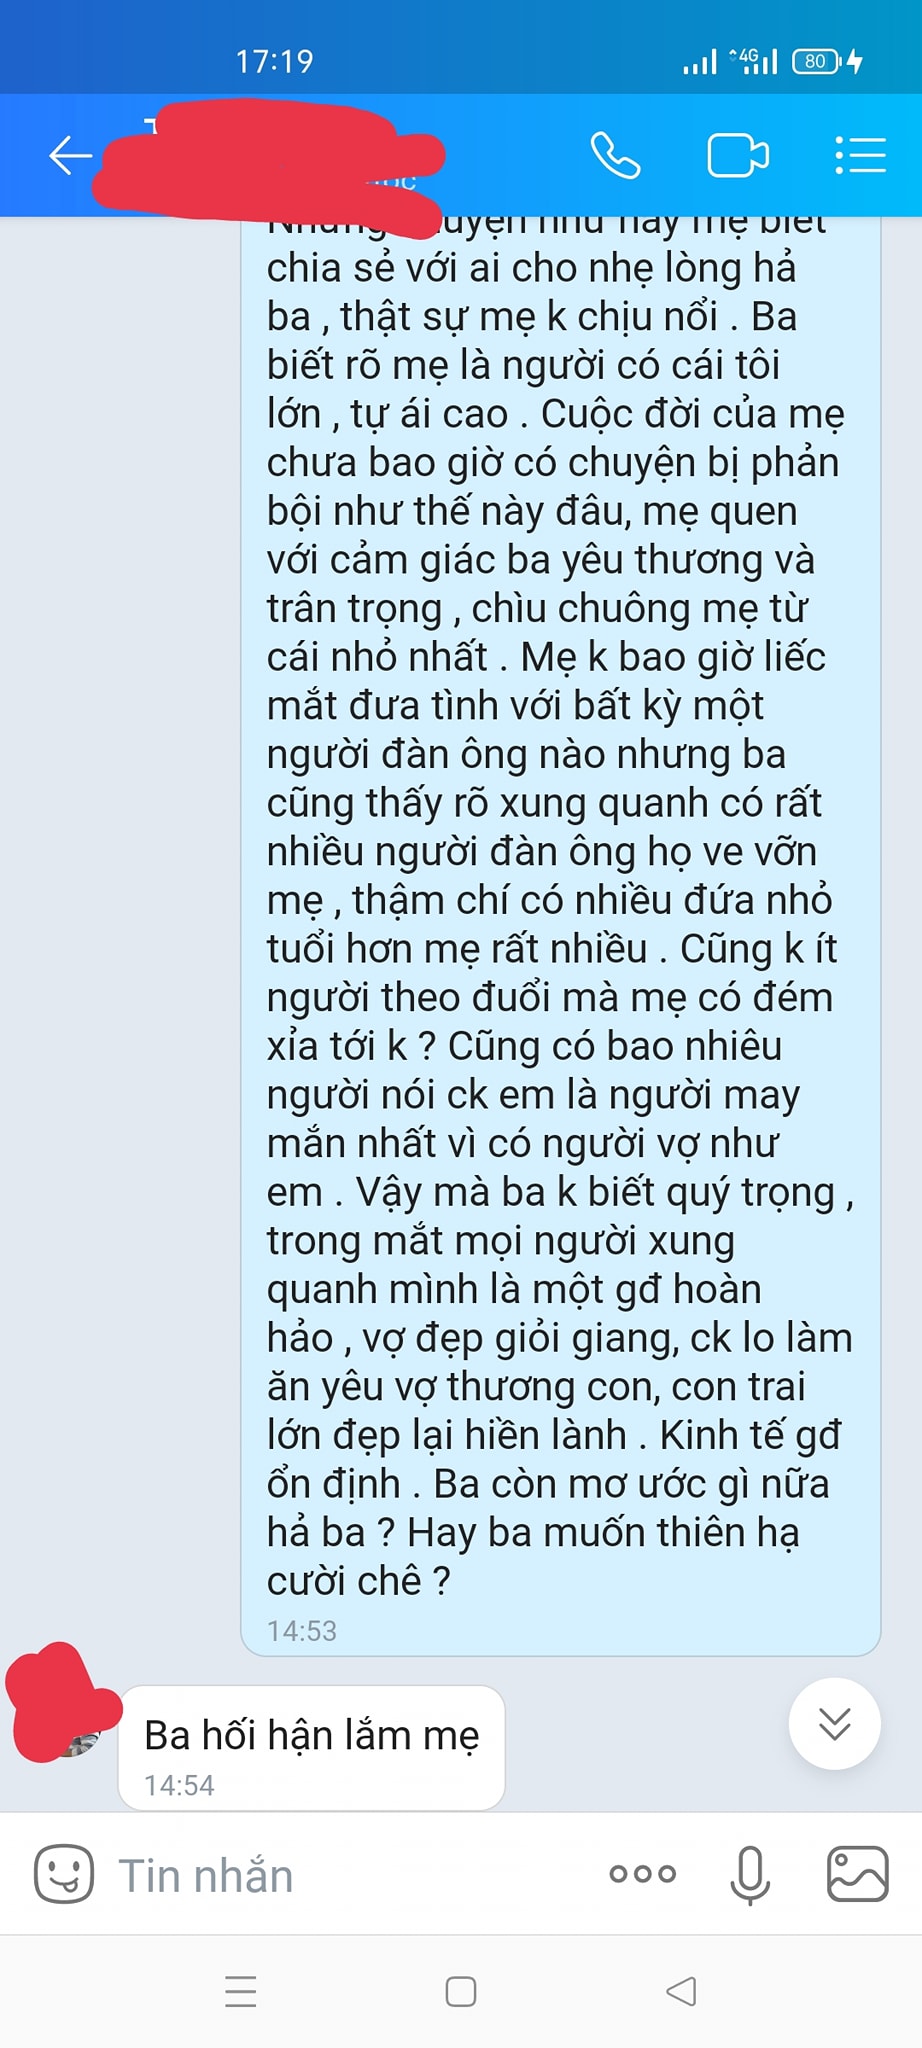 17:19
4G
80
Những chuyện như này mẹ biết
chia sẻ với ai cho nhẹ lòng hả
ba , thật sự mẹ k chịu nổi . Ba
biết rõ mẹ là người có cái tôi
lớn , tự ái cao . Cuộc đời của mẹ
chưa bao giờ có chuyện bị phản
bội như thế này đâu, mẹ quen
với cảm giác ba yêu thương và
trân trọng , chìu chuông mẹ từ
cái nhỏ nhất . Mẹ k bao giờ liếc
mắt đưa tình với bất kỳ một
người đàn ông nào nhưng ba
cũng thấy rõ xung quanh có rất
nhiều người đàn ông họ ve vỡn
mẹ , thậm chí có nhiều đứa nhỏ
tuổi hơn mẹ rất nhiều . Cũng k ít
người theo đuổi mà mẹ có đém
xỉa tới k ? Cũng có bao nhiêu
người nói ck em là người may
mắn nhất vì có người vợ như
em . Vậy mà ba k biết quý trọng ,
trong mắt mọi người xung
quanh mình là một gđ hoàn
hảo , vợ đẹp giỏi giang, ck lo làm
ăn yêu vợ thương con, con trai
lớn đẹp lại hiền lành . Kinh tế gđ
ổn định . Ba còn mơ ước gì nữa
hả ba ? Hay ba muốn thiên hạ
cười chê ?
14:53
Ba hối hận lắm mẹ
14:54
Tin nhắn